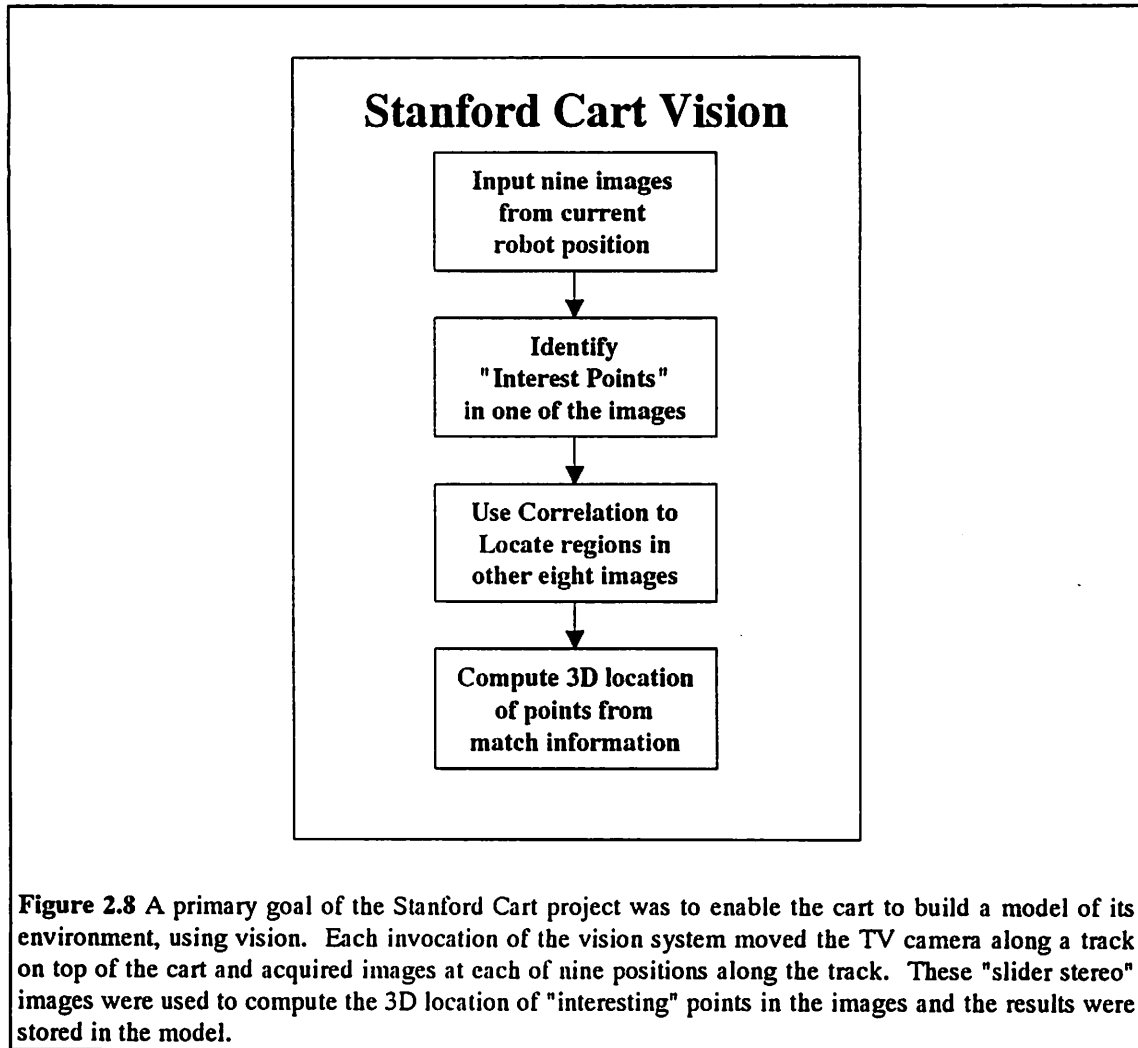 Stanford Cart Vision
Input nine images
from current
robot position
Identify
"Interest Points"
in one of the images
Use Correlation to
Locate regions in
other eight images
Compute 3D location
of points from
match information
Figure 2.8 A primary goal of the Stanford Cart project was to enable the cart to build a model of its
environment, using vision. Each invocation of the vision system moved the TV camera along a track
on top of the cart and acquired images at each of nine positions along the track. These "slider stereo"
images were used to compute the 3D location of "interesting" points in the images and the results were
stored in the model.